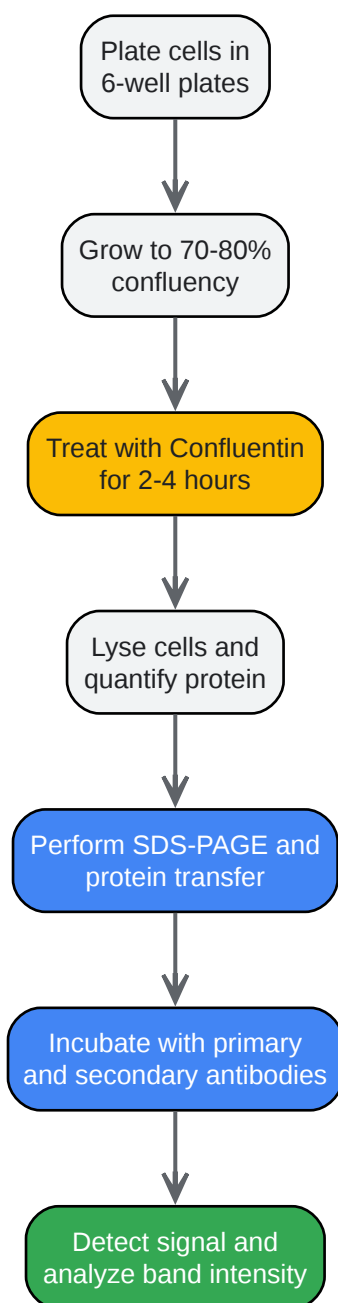 Plate cells in
6-well plates
Grow to 70-80%
confluency
Treat with Confluentin
for 2-4 hours
Lyse cells and
quantify protein
Perform SDS-PAGE and
protein transfer
Incubate with primary
and secondary antibodies
Detect signal and
analyze band intensity